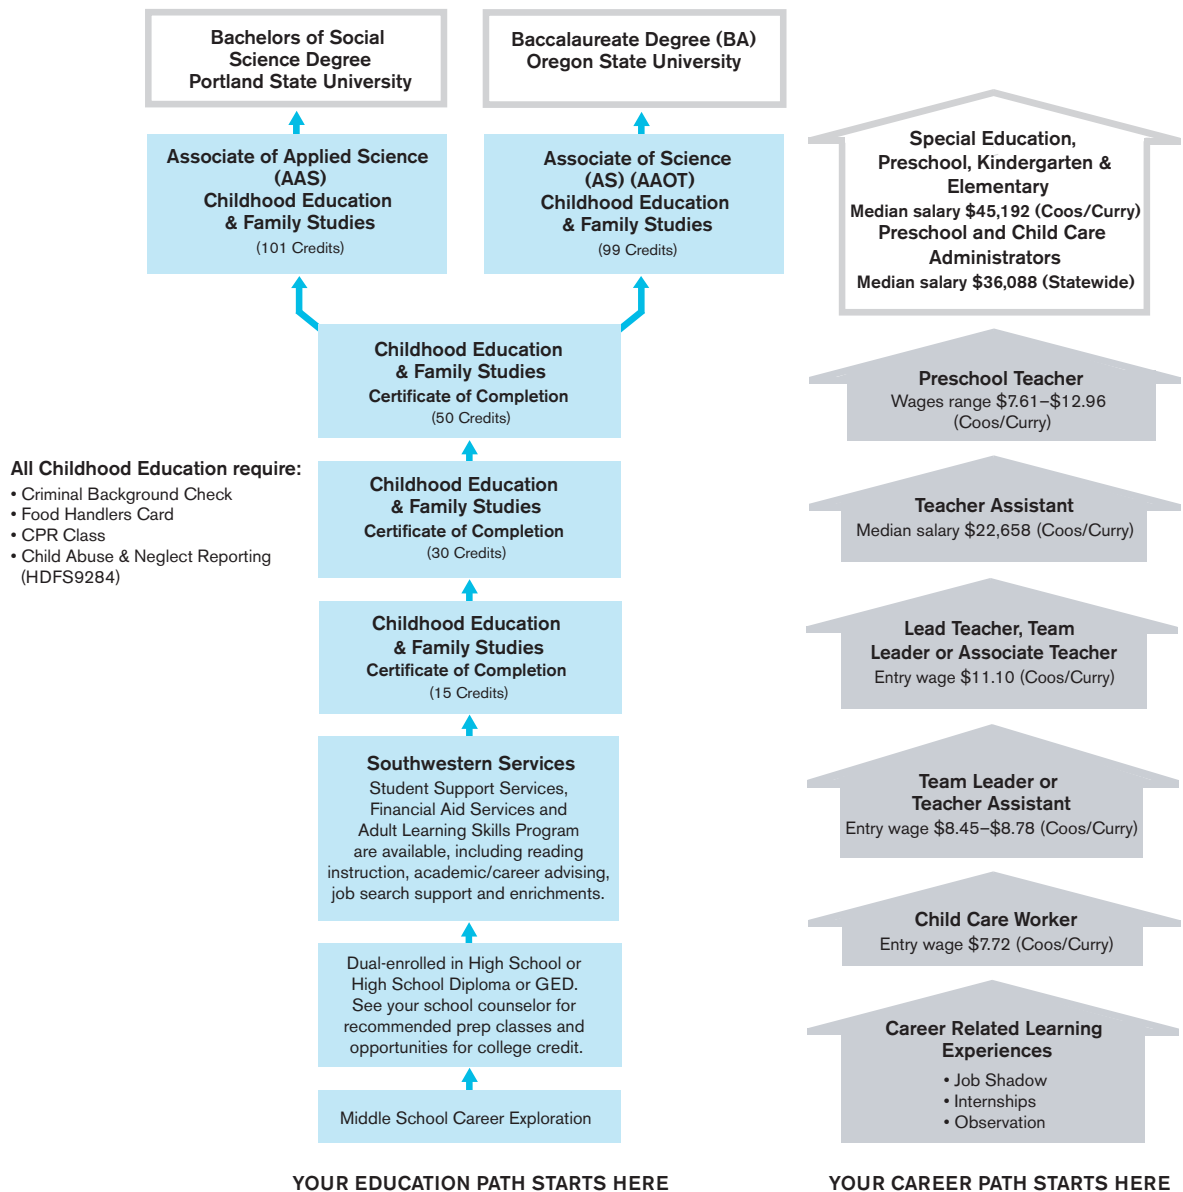 Bachelors of Social
Science Degree
Portland State University
Baccalaureate Degree (BA)
Oregon State University
Associate of Applied Science
(AAS)
Childhood Education
& Family Studies
(101 Credits)
Associate of Science
(AS) (AAOT)
Childhood Education
& Family Studies
(99 Credits)
Childhood Education
& Family Studies
Certificate of Completion
(50 Credits)
All Childhood Education require:
• Criminal Background Check
• Food Handlers Card
• CPR Class
• Child Abuse & Neglect Reporting
(HDFS9284)
Childhood Education
& Family Studies
Certificate of Completion
(30 Credits)
Childhood Education
& Family Studies
Certificate of Completion
(15 Credits)
Southwestern Services
Student Support Services,
Financial Aid Services and
Adult Learning Skills Program
are available, including reading
instruction, academic/career advising,
job search support and enrichments.
Dual-enrolled in High School or
High School Diploma or GED.
See your school counselor for
recommended prep classes and
opportunities for college credit.
Middle School Career Exploration
YOUR EDUCATION PATH STARTS HERE
Special Education,
Preschool, Kindergarten &
Elementary
Median salary $45,192 (Coos/Curry)
Preschool and Child Care
Administrators
Median salary $36,088 (Statewide)
Preschool Teacher
Wages range $7.61–$12.96
(Coos/Curry)
Teacher Assistant
Median salary $22,658 (Coos/Curry)
Lead Teacher, Team
Leader or Associate Teacher
Entry wage $11.10 (Coos/Curry)
Team Leader or
Teacher Assistant
Entry wage $8.45–$8.78 (Coos/Curry)
Child Care Worker
Entry wage $7.72 (Coos/Curry)
Career Related Learning
Experiences
• Job Shadow
• Internships
• Observation
YOUR CAREER PATH STARTS HERE